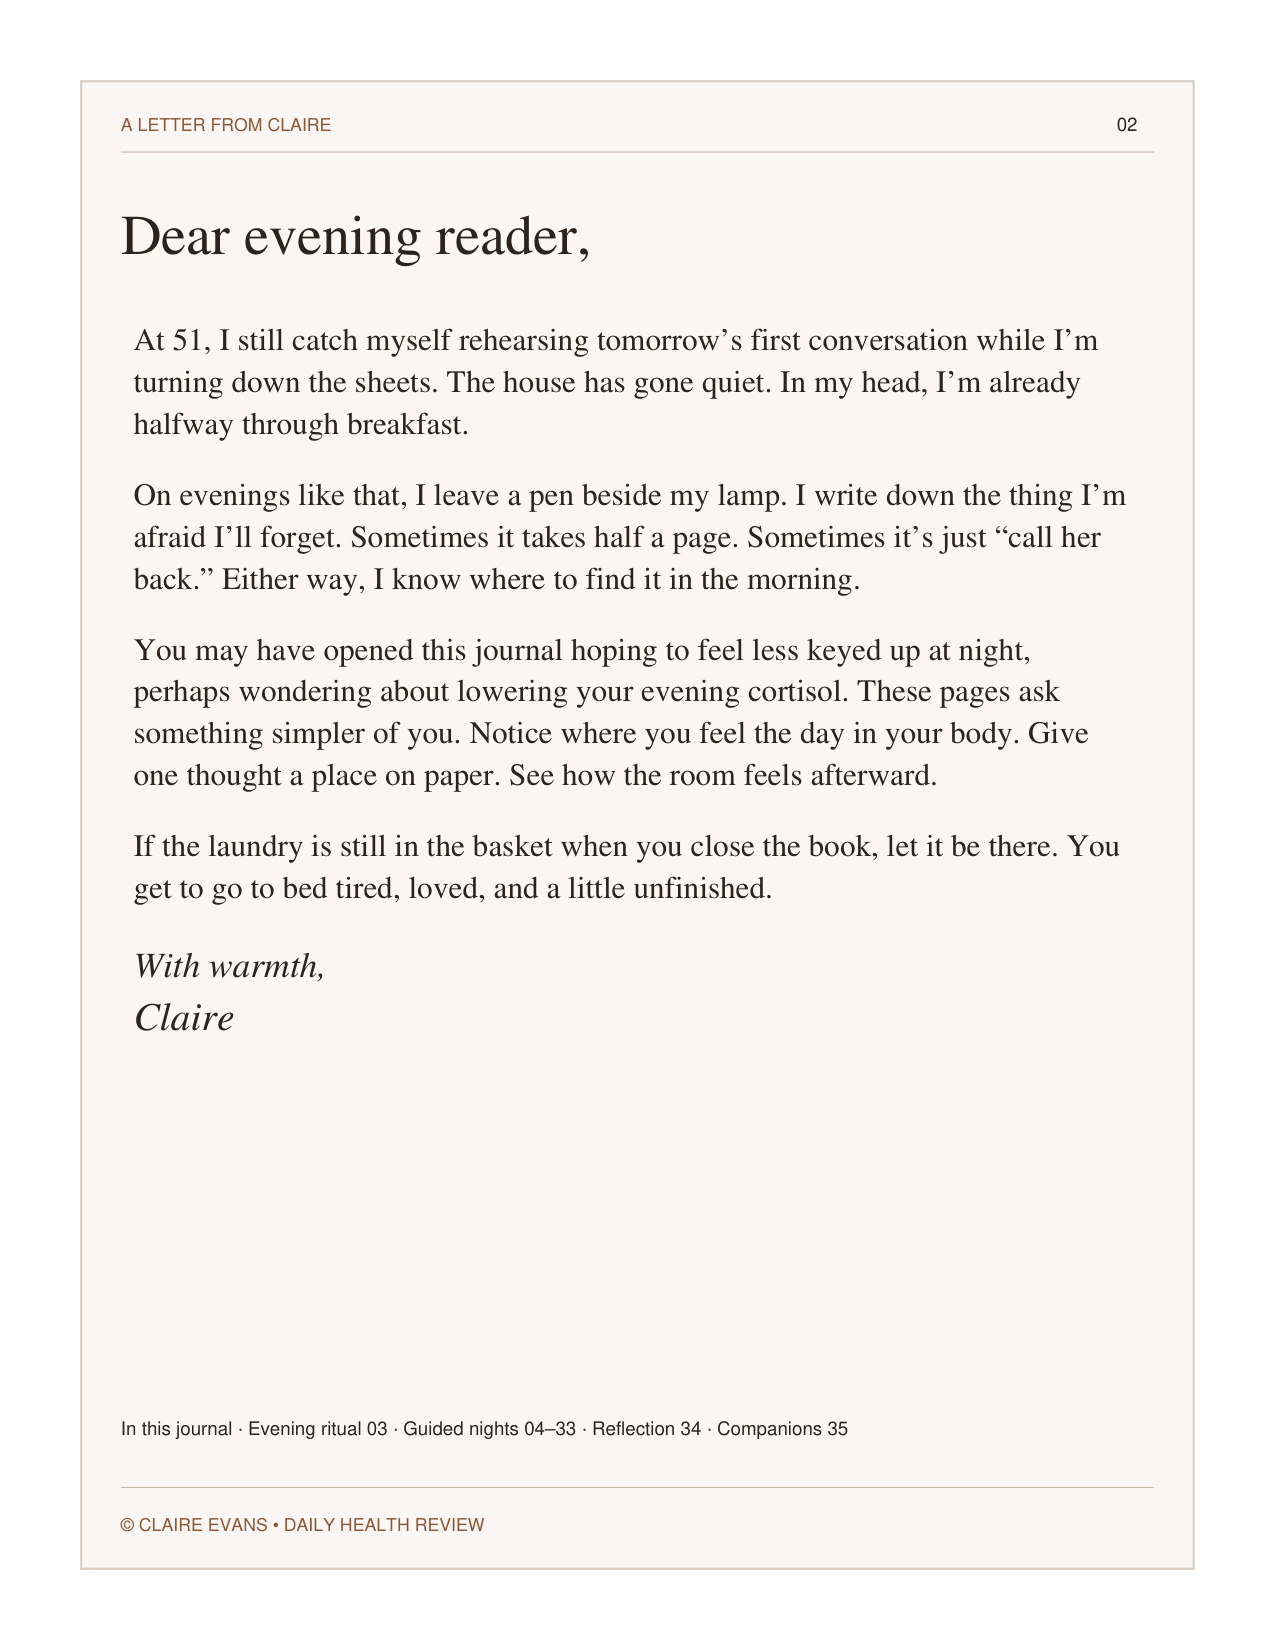 A LETTER FROM CLAIRE
02
Dear evening reader,
At 51, I still catch myself rehearsing tomorrow’s first conversation while I’m
turning down the sheets. The house has gone quiet. In my head, I’m already
halfway through breakfast.
On evenings like that, I leave a pen beside my lamp. I write down the thing I’m
afraid I’ll forget. Sometimes it takes half a page. Sometimes it’s just “call her
back.” Either way, I know where to find it in the morning.
You may have opened this journal hoping to feel less keyed up at night,
perhaps wondering about lowering your evening cortisol. These pages ask
something simpler of you. Notice where you feel the day in your body. Give
one thought a place on paper. See how the room feels afterward.
If the laundry is still in the basket when you close the book, let it be there. You
get to go to bed tired, loved, and a little unfinished.
With warmth,
Claire
In this journal · Evening ritual 03 · Guided nights 04–33 · Reflection 34 · Companions 35
© CLAIRE EVANS • DAILY HEALTH REVIEW